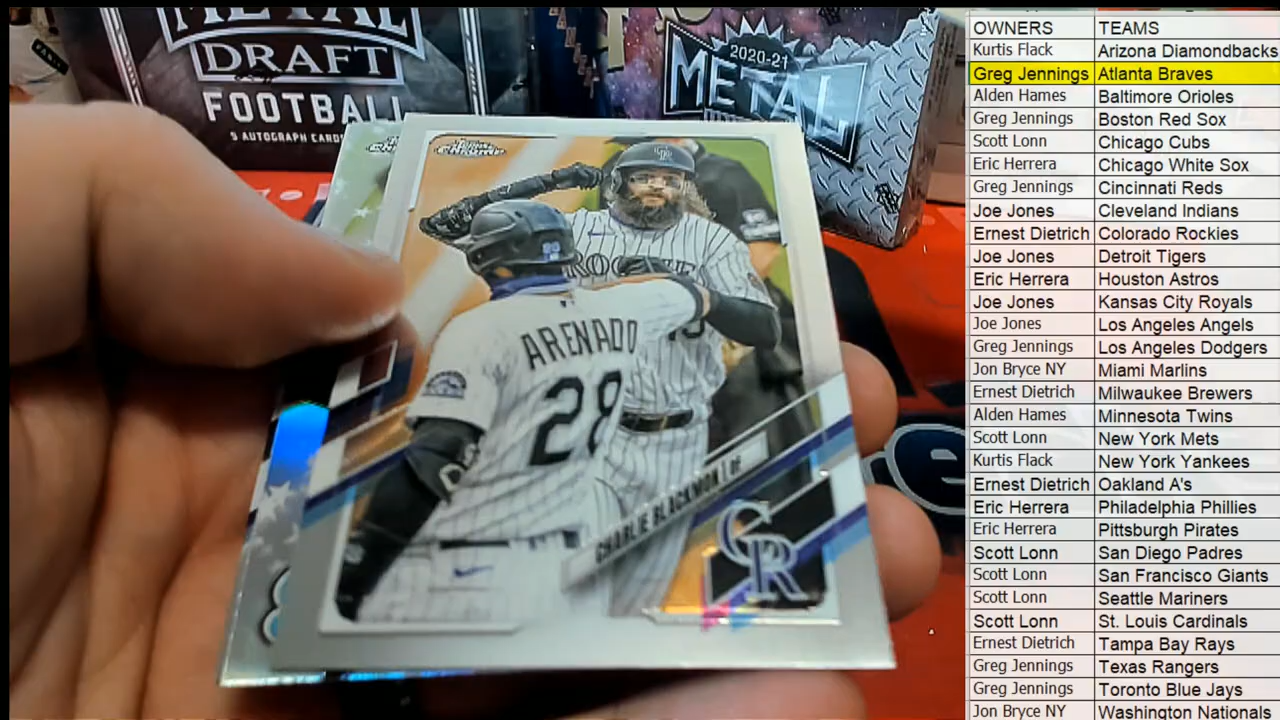 METAL
DRAFT
FOOTBALL
5 AUTOGRAPH CARDS
2020-21
METAL
TOPPS
CHROME
ROCKIES
19
ARENADO
28
CHARLIE BLACKMON | OF
CR
OWNERS TEAMS
Kurtis Flack Arizona Diamondbacks
Greg Jennings Atlanta Braves
Alden Hames Baltimore Orioles
Greg Jennings Boston Red Sox
Scott Lonn Chicago Cubs
Eric Herrera Chicago White Sox
Greg Jennings Cincinnati Reds
Joe Jones Cleveland Indians
Ernest Dietrich Colorado Rockies
Joe Jones Detroit Tigers
Eric Herrera Houston Astros
Joe Jones Kansas City Royals
Joe Jones Los Angeles Angels
Greg Jennings Los Angeles Dodgers
Jon Bryce NY Miami Marlins
Ernest Dietrich Milwaukee Brewers
Alden Hames Minnesota Twins
Scott Lonn New York Mets
Kurtis Flack New York Yankees
Ernest Dietrich Oakland A's
Eric Herrera Philadelphia Phillies
Eric Herrera Pittsburgh Pirates
Scott Lonn San Diego Padres
Scott Lonn San Francisco Giants
Scott Lonn Seattle Mariners
Scott Lonn St. Louis Cardinals
Ernest Dietrich Tampa Bay Rays
Greg Jennings Texas Rangers
Greg Jennings Toronto Blue Jays
Jon Bryce NY Washington Nationals